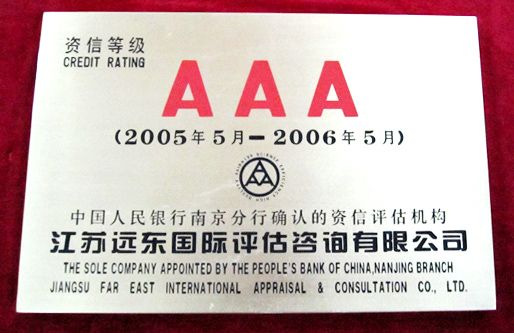 资信等级
CREDIT RATING
AAA
(2005年5月—2006年5月)
中国人民银行南京分行确认的资信评估机构
江苏远东国际评估咨询有限公司
THE SOLE COMPANY APPOINTED BY THE PEOPLE'S BANK OF CHINA,NANJING BRANCH
JIANGSU FAR EAST INTERNATIONAL APPRAISAL & CONSULTATION CO., LTD.